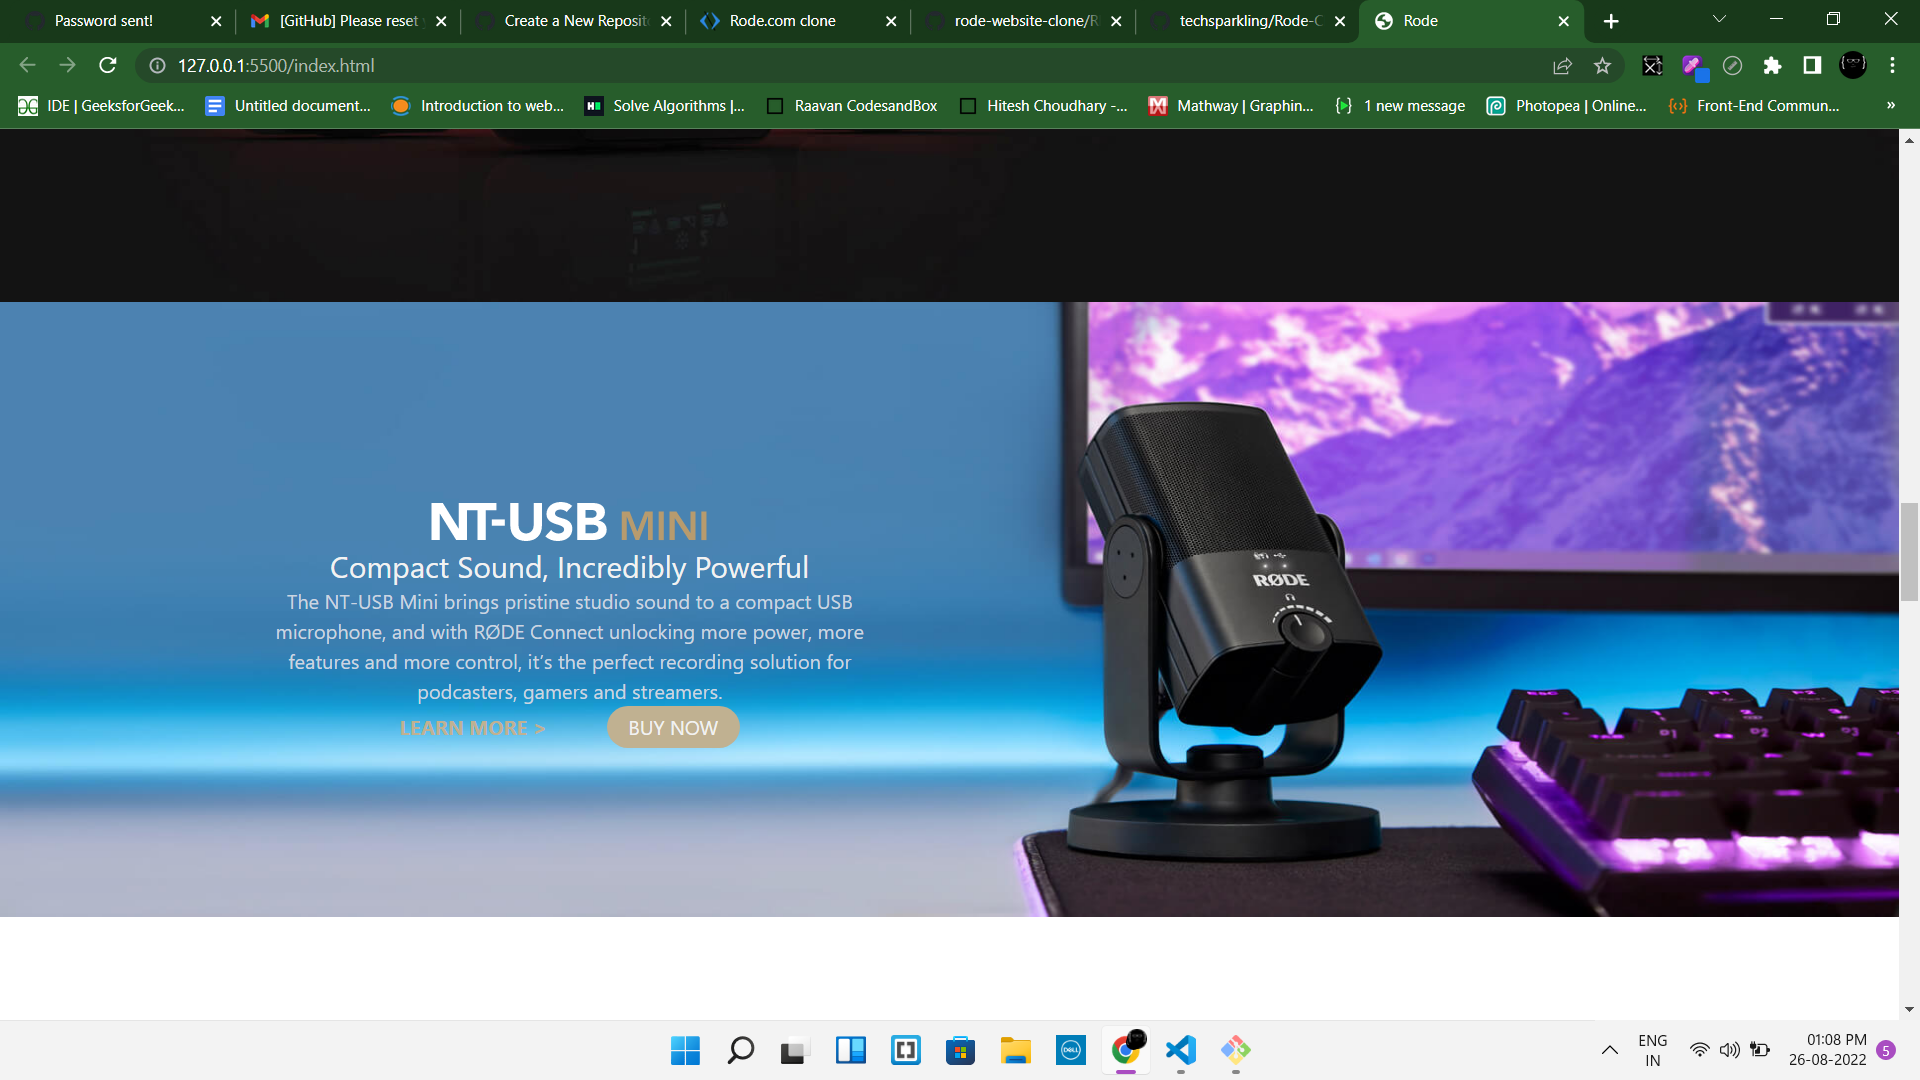 Password sent!
[GitHub] Please reset
Create a New Reposit
Rode.com clone
rode-website-clone/R
techsparkling/Rode-C
Rode
127.0.0.1:5500/index.html
IDE | GeeksforGeek...
Untitled document...
Introduction to web...
Solve Algorithms |...
Raavan CodesandBox
Hitesh Choudhary -...
Mathway | Graphin...
1 new message
Photopea | Online...
Front-End Commun...
»
NT-USB MINI
Compact Sound, Incredibly Powerful
The NT-USB Mini brings pristine studio sound to a compact USB
microphone, and with RØDE Connect unlocking more power, more
features and more control, it’s the perfect recording solution for
podcasters, gamers and streamers.
LEARN MORE >
BUY NOW
RØDE
ESC
F1
F2
F3
DELL
ENG
IN
01:08 PM
26-08-2022
5